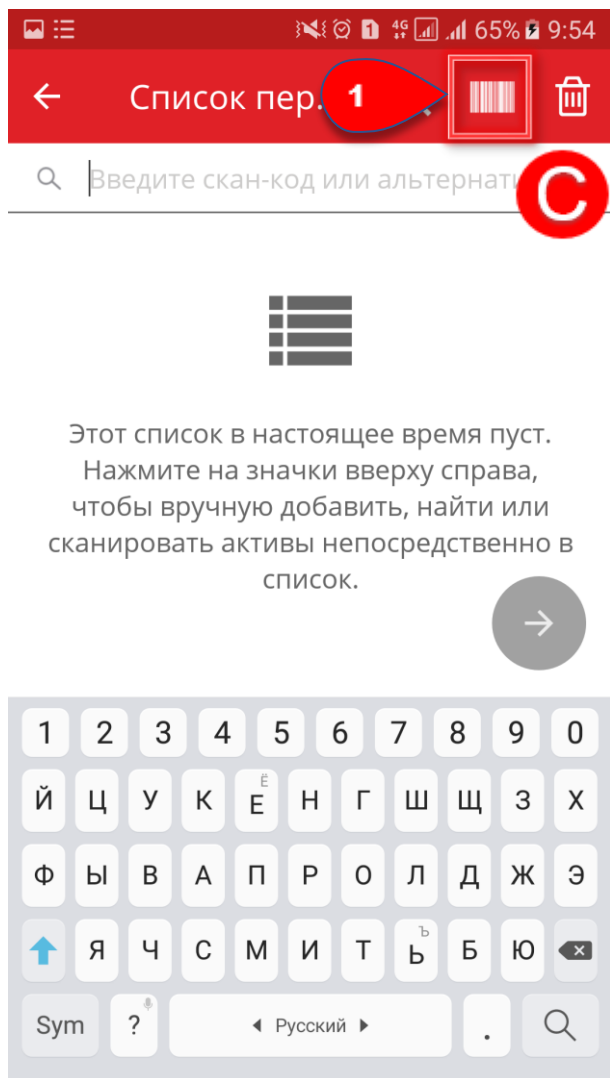 1 4G 65% 9:54
Список пер. 1
Введите скан-код или альтернати
C
Этот список в настоящее время пуст.
Нажмите на значки вверху справа,
чтобы вручную добавить, найти или
сканировать активы непосредственно в
список.
1 2 3 4 5 6 7 8 9 0
Ё
Й Ц У К Е Н Г Ш Щ З Х
Ф Ы В А П Р О Л Д Ж Э
Ъ
Я Ч С М И Т Ь Б Ю
Sym ? Русский .